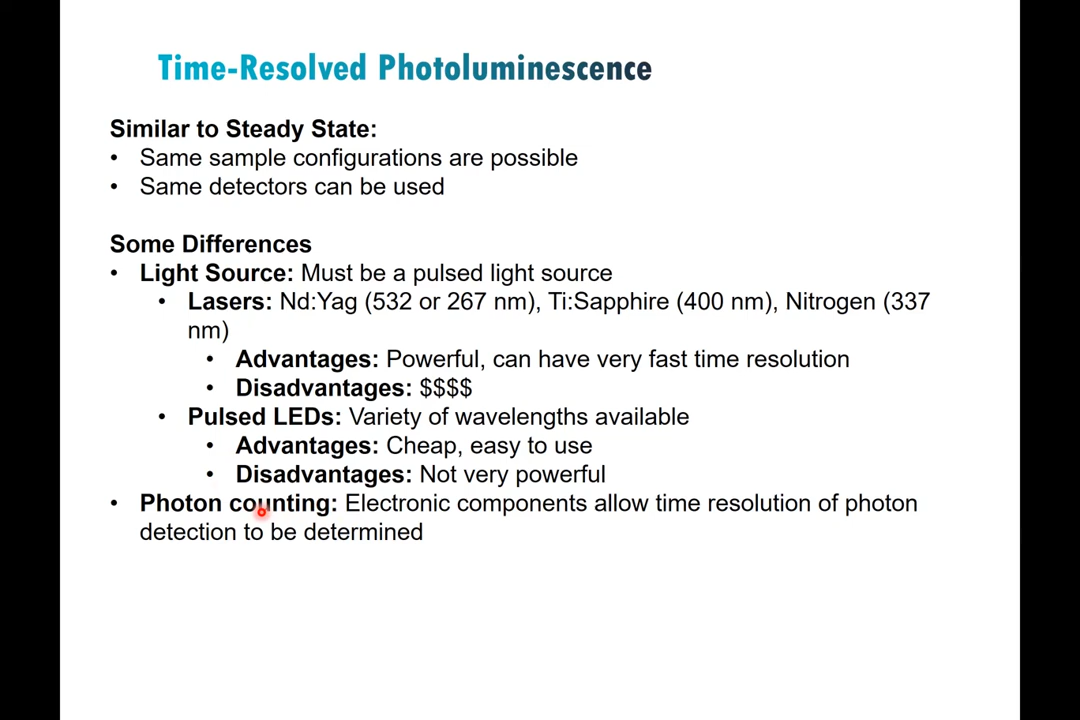 Time-Resolved Photoluminescence
Similar to Steady State:
• Same sample configurations are possible
• Same detectors can be used
Some Differences
• Light Source: Must be a pulsed light source
• Lasers: Nd:Yag (532 or 267 nm), Ti:Sapphire (400 nm), Nitrogen (337
nm)
• Advantages: Powerful, can have very fast time resolution
• Disadvantages: $$$$
• Pulsed LEDs: Variety of wavelengths available
• Advantages: Cheap, easy to use
• Disadvantages: Not very powerful
• Photon counting: Electronic components allow time resolution of photon
detection to be determined